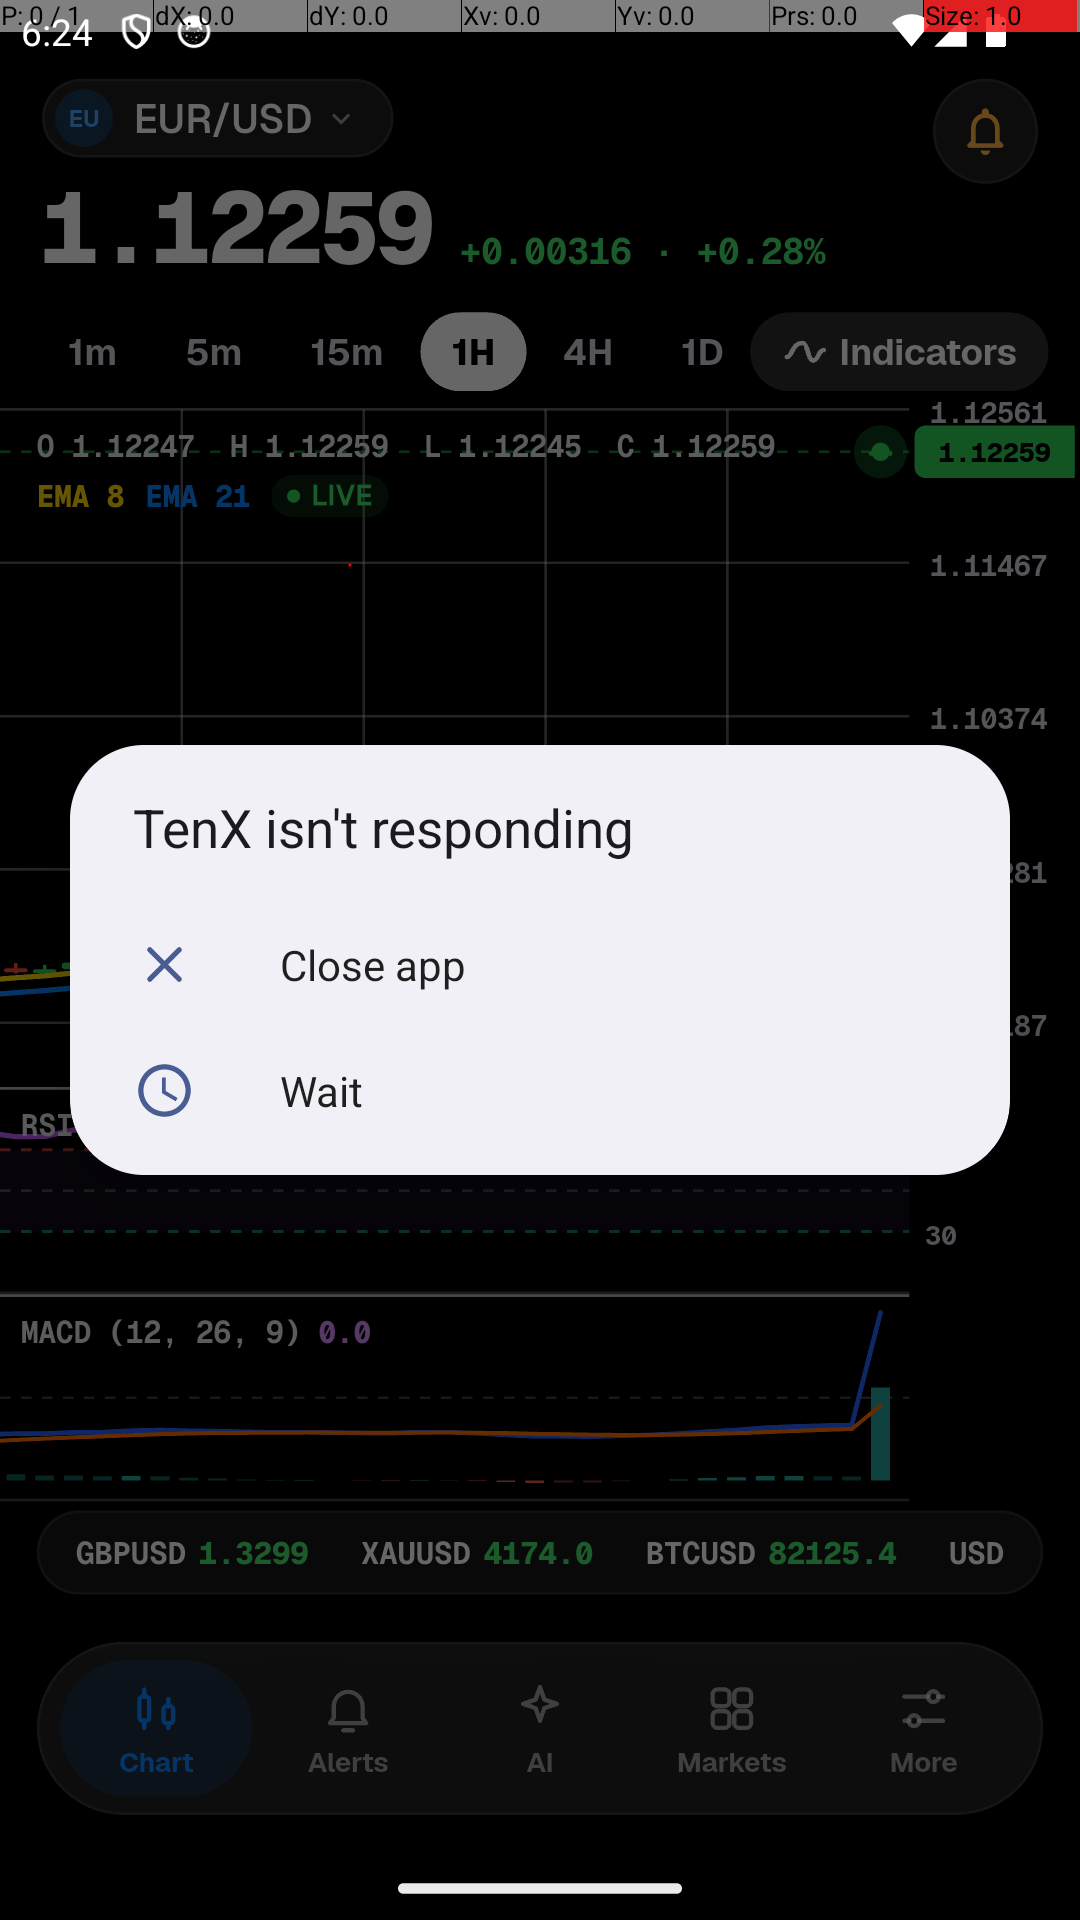 P: 0 / 1 dX: 0.0 dY: 0.0 Xv: 0.0 Yv: 0.0 Prs: 0.0 Size: 1.0
6:24
EU EUR/USD
1.12259 +0.00316 · +0.28%
1m 5m 15m 1H 4H 1D Indicators
1.12561
O 1.12247 H 1.12259 L 1.12245 C 1.12259
1.12259
EMA 8 EMA 21 LIVE
1.11467
1.10374
TenX isn't responding
281
Close app
187
Wait
RSI
30
MACD (12, 26, 9) 0.0
GBPUSD 1.3299 XAUUSD 4174.0 BTCUSD 82125.4 USD
Chart Alerts AI Markets More